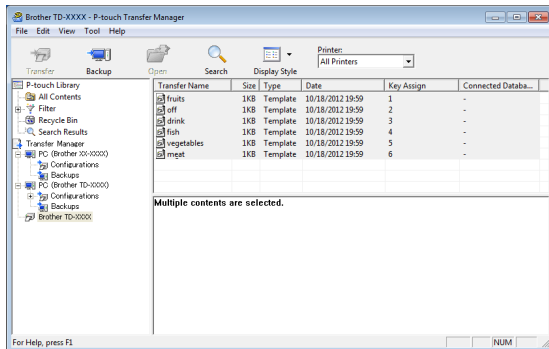 Brother TD-XXXX - P-touch Transfer Manager
File Edit View Tool Help
Transfer Backup Open Search Display Style
Printer:
All Printers
P-touch Library
All Contents
Filter
Recycle Bin
Search Results
Transfer Manager
PC (Brother XX-XXXX)
Configurations
Backups
PC (Brother TD-XXXX)
Configurations
Backups
Brother TD-XXXX
Transfer Name Size Type Date Key Assign Connected Databa...
fruits 1KB Template 10/18/2012 19:59 1 -
off 1KB Template 10/18/2012 19:59 2 -
drink 1KB Template 10/18/2012 19:59 3 -
fish 1KB Template 10/18/2012 19:59 4 -
vegetables 1KB Template 10/18/2012 19:59 5 -
meat 1KB Template 10/18/2012 19:59 6 -
Multiple contents are selected.
For Help, press F1 NUM